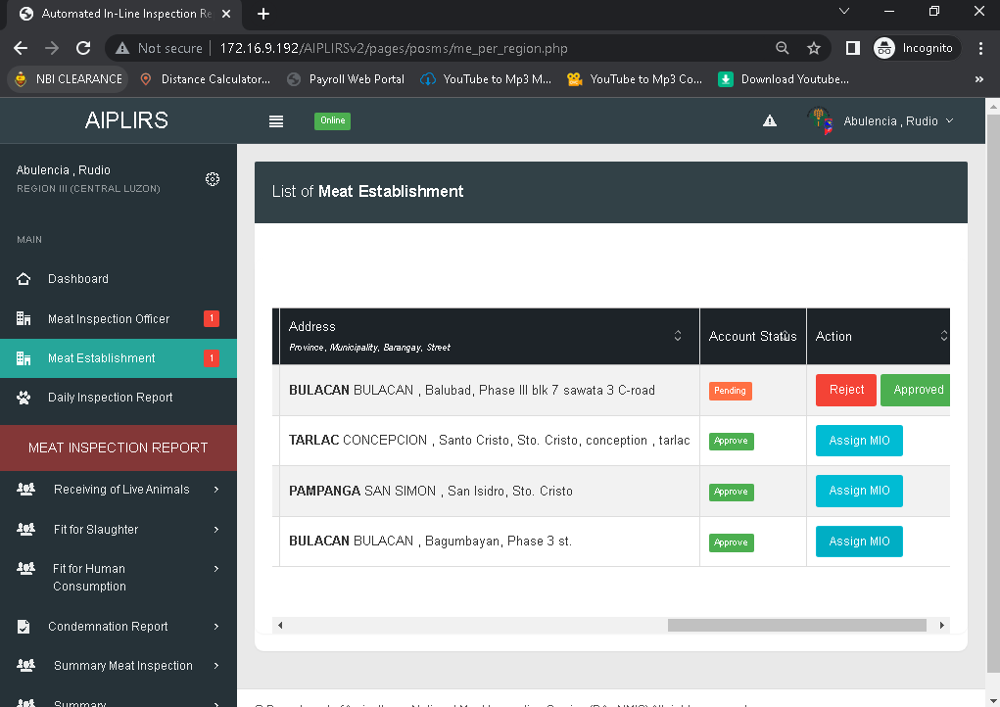 Automated In-Line Inspection Re
Not secure
172.16.9.192/AIPLIRSv2/pages/posms/me_per_region.php
Incognito
NBI CLEARANCE
Distance Calculator...
Payroll Web Portal
YouTube to Mp3 M...
YouTube to Mp3 Co...
Download Youtube...
»
AIPLIRS
Online
Abulencia , Rudio
Abulencia , Rudio
REGION III (CENTRAL LUZON)
MAIN
Dashboard
Meat Inspection Officer 1
Meat Establishment 1
Daily Inspection Report
MEAT INSPECTION REPORT
Receiving of Live Animals
Fit for Slaughter
Fit for Human
Consumption
Condemnation Report
Summary Meat Inspection
Summary
List of Meat Establishment
Address
Province, Municipality, Barangay, Street
Account Status
Action
BULACAN BULACAN , Balubad, Phase III blk 7 sawata 3 C-road
Pending
Reject
Approved
TARLAC CONCEPCION , Santo Cristo, Sto. Cristo, conception , tarlac
Approve
Assign MIO
PAMPANGA SAN SIMON , San Isidro, Sto. Cristo
Approve
Assign MIO
BULACAN BULACAN , Bagumbayan, Phase 3 st.
Approve
Assign MIO